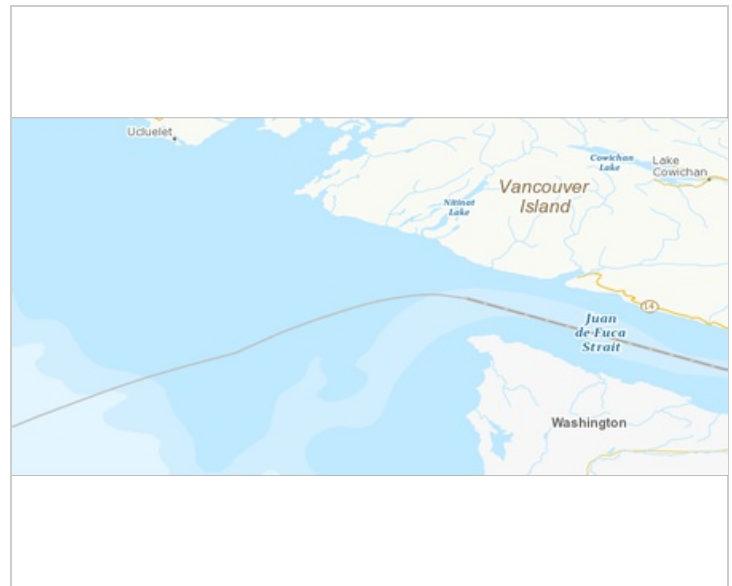 Ucluelet
Cowichan
Lake
Lake
Cowichan
Vancouver
Island
Nitinat
Lake
14
Juan
de Fuca
Strait
Washington